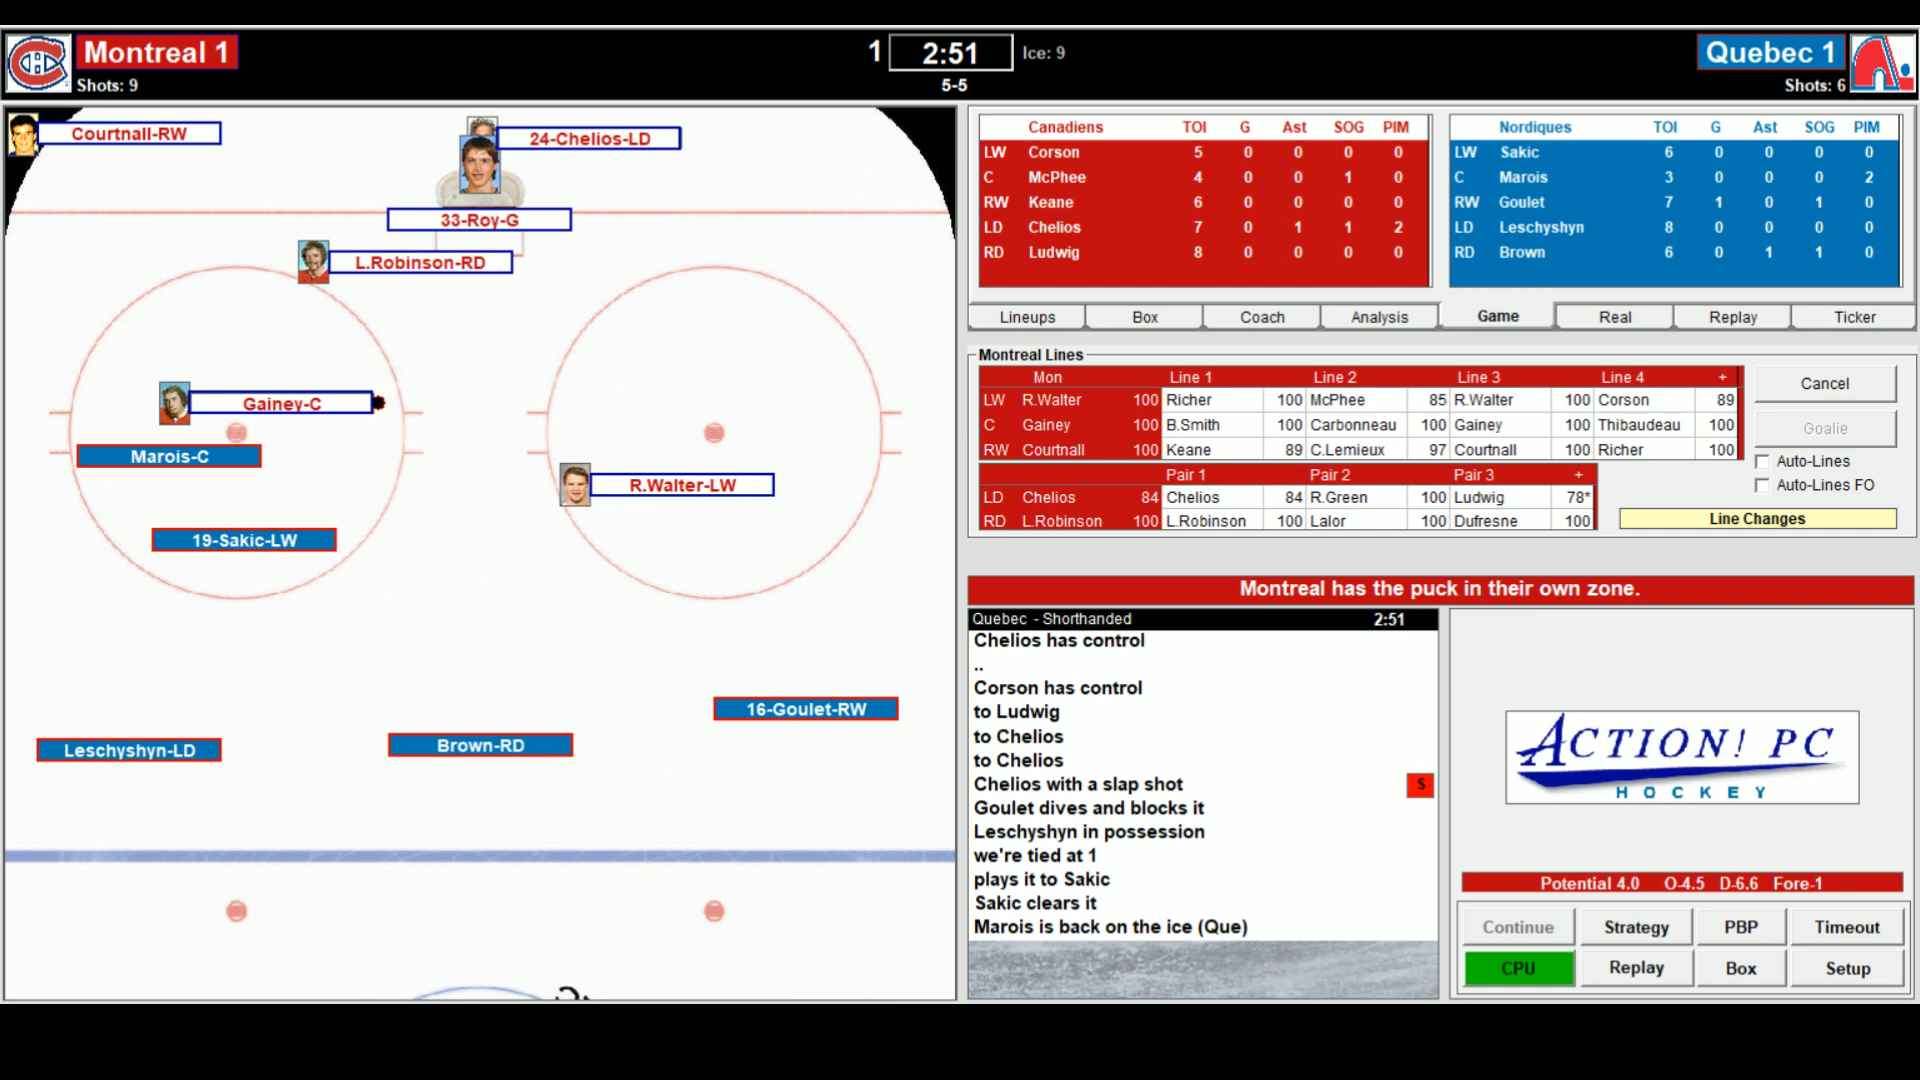 Montreal 1
Shots: 9
1 2:51 Ice: 9
5-5
Quebec 1
Shots: 6
Courtnall-RW
24-Chelios-LD
33-Roy-G
L.Robinson-RD
Gainey-C
Marois-C
R.Walter-LW
19-Sakic-LW
16-Goulet-RW
Leschyshyn-LD
Brown-RD
Canadiens TOI G Ast SOG PIM
LW Corson 5 0 0 0 0
C McPhee 4 0 0 1 0
RW Keane 6 0 0 0 0
LD Chelios 7 0 1 1 2
RD Ludwig 8 0 0 0 0
Nordiques TOI G Ast SOG PIM
LW Sakic 6 0 0 0 0
C Marois 3 0 0 0 2
RW Goulet 7 1 0 1 0
LD Leschyshyn 8 0 0 0 0
RD Brown 6 0 1 1 0
Lineups Box Coach Analysis Game Real Replay Ticker
Montreal Lines
Mon Line 1 Line 2 Line 3 Line 4 +
LW R.Walter 100 Richer 100 McPhee 85 R.Walter 100 Corson 89
C Gainey 100 B.Smith 100 Carbonneau 100 Gainey 100 Thibaudeau 100
RW Courtnall 100 Keane 89 C.Lemieux 97 Courtnall 100 Richer 100
Pair 1 Pair 2 Pair 3 +
LD Chelios 84 Chelios 84 R.Green 100 Ludwig 78*
RD L.Robinson 100 L.Robinson 100 Lalor 100 Dufresne 100
Cancel
Goalie
Auto-Lines
Auto-Lines FO
Line Changes
Montreal has the puck in their own zone.
Quebec - Shorthanded 2:51
Chelios has control
..
Corson has control
to Ludwig
to Chelios
to Chelios
Chelios with a slap shot S
Goulet dives and blocks it
Leschyshyn in possession
we're tied at 1
plays it to Sakic
Sakic clears it
Marois is back on the ice (Que)
ACTION! PC
HOCKEY
Potential 4.0 O-4.5 D-6.6 Fore-1
Continue Strategy PBP Timeout
CPU Replay Box Setup